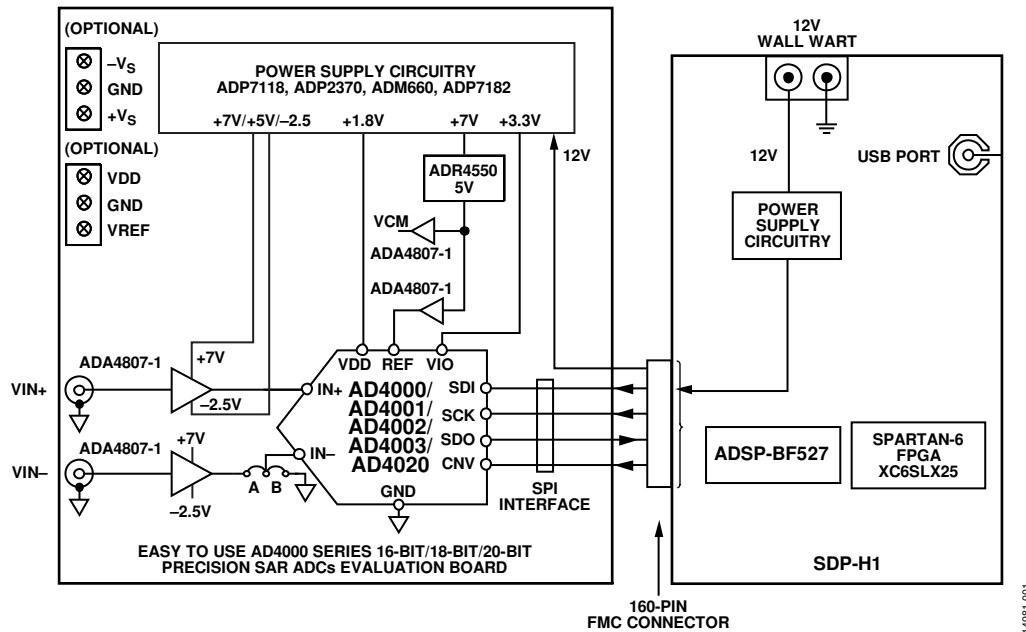 (OPTIONAL)
–VS
GND
+VS
(OPTIONAL)
VDD
GND
VREF
POWER SUPPLY CIRCUITRY
ADP7118, ADP2370, ADM660, ADP7182
+7V/+5V/–2.5
+1.8V
+7V
+3.3V
12V
ADR4550
5V
VCM
ADA4807-1
ADA4807-1
VDD
REF
VIO
ADA4807-1
+7V
–2.5V
VIN+
IN+
AD4000/
AD4001/
AD4002/
AD4003/
AD4020
SDI
SCK
SDO
CNV
ADA4807-1
+7V
–2.5V
VIN–
A
B
IN–
GND
SPI
INTERFACE
EASY TO USE AD4000 SERIES 16-BIT/18-BIT/20-BIT
PRECISION SAR ADCs EVALUATION BOARD
12V
WALL WART
12V
USB PORT
POWER
SUPPLY
CIRCUITRY
ADSP-BF527
SPARTAN-6
FPGA
XC6SLX25
SDP-H1
160-PIN
FMC CONNECTOR
14981-001